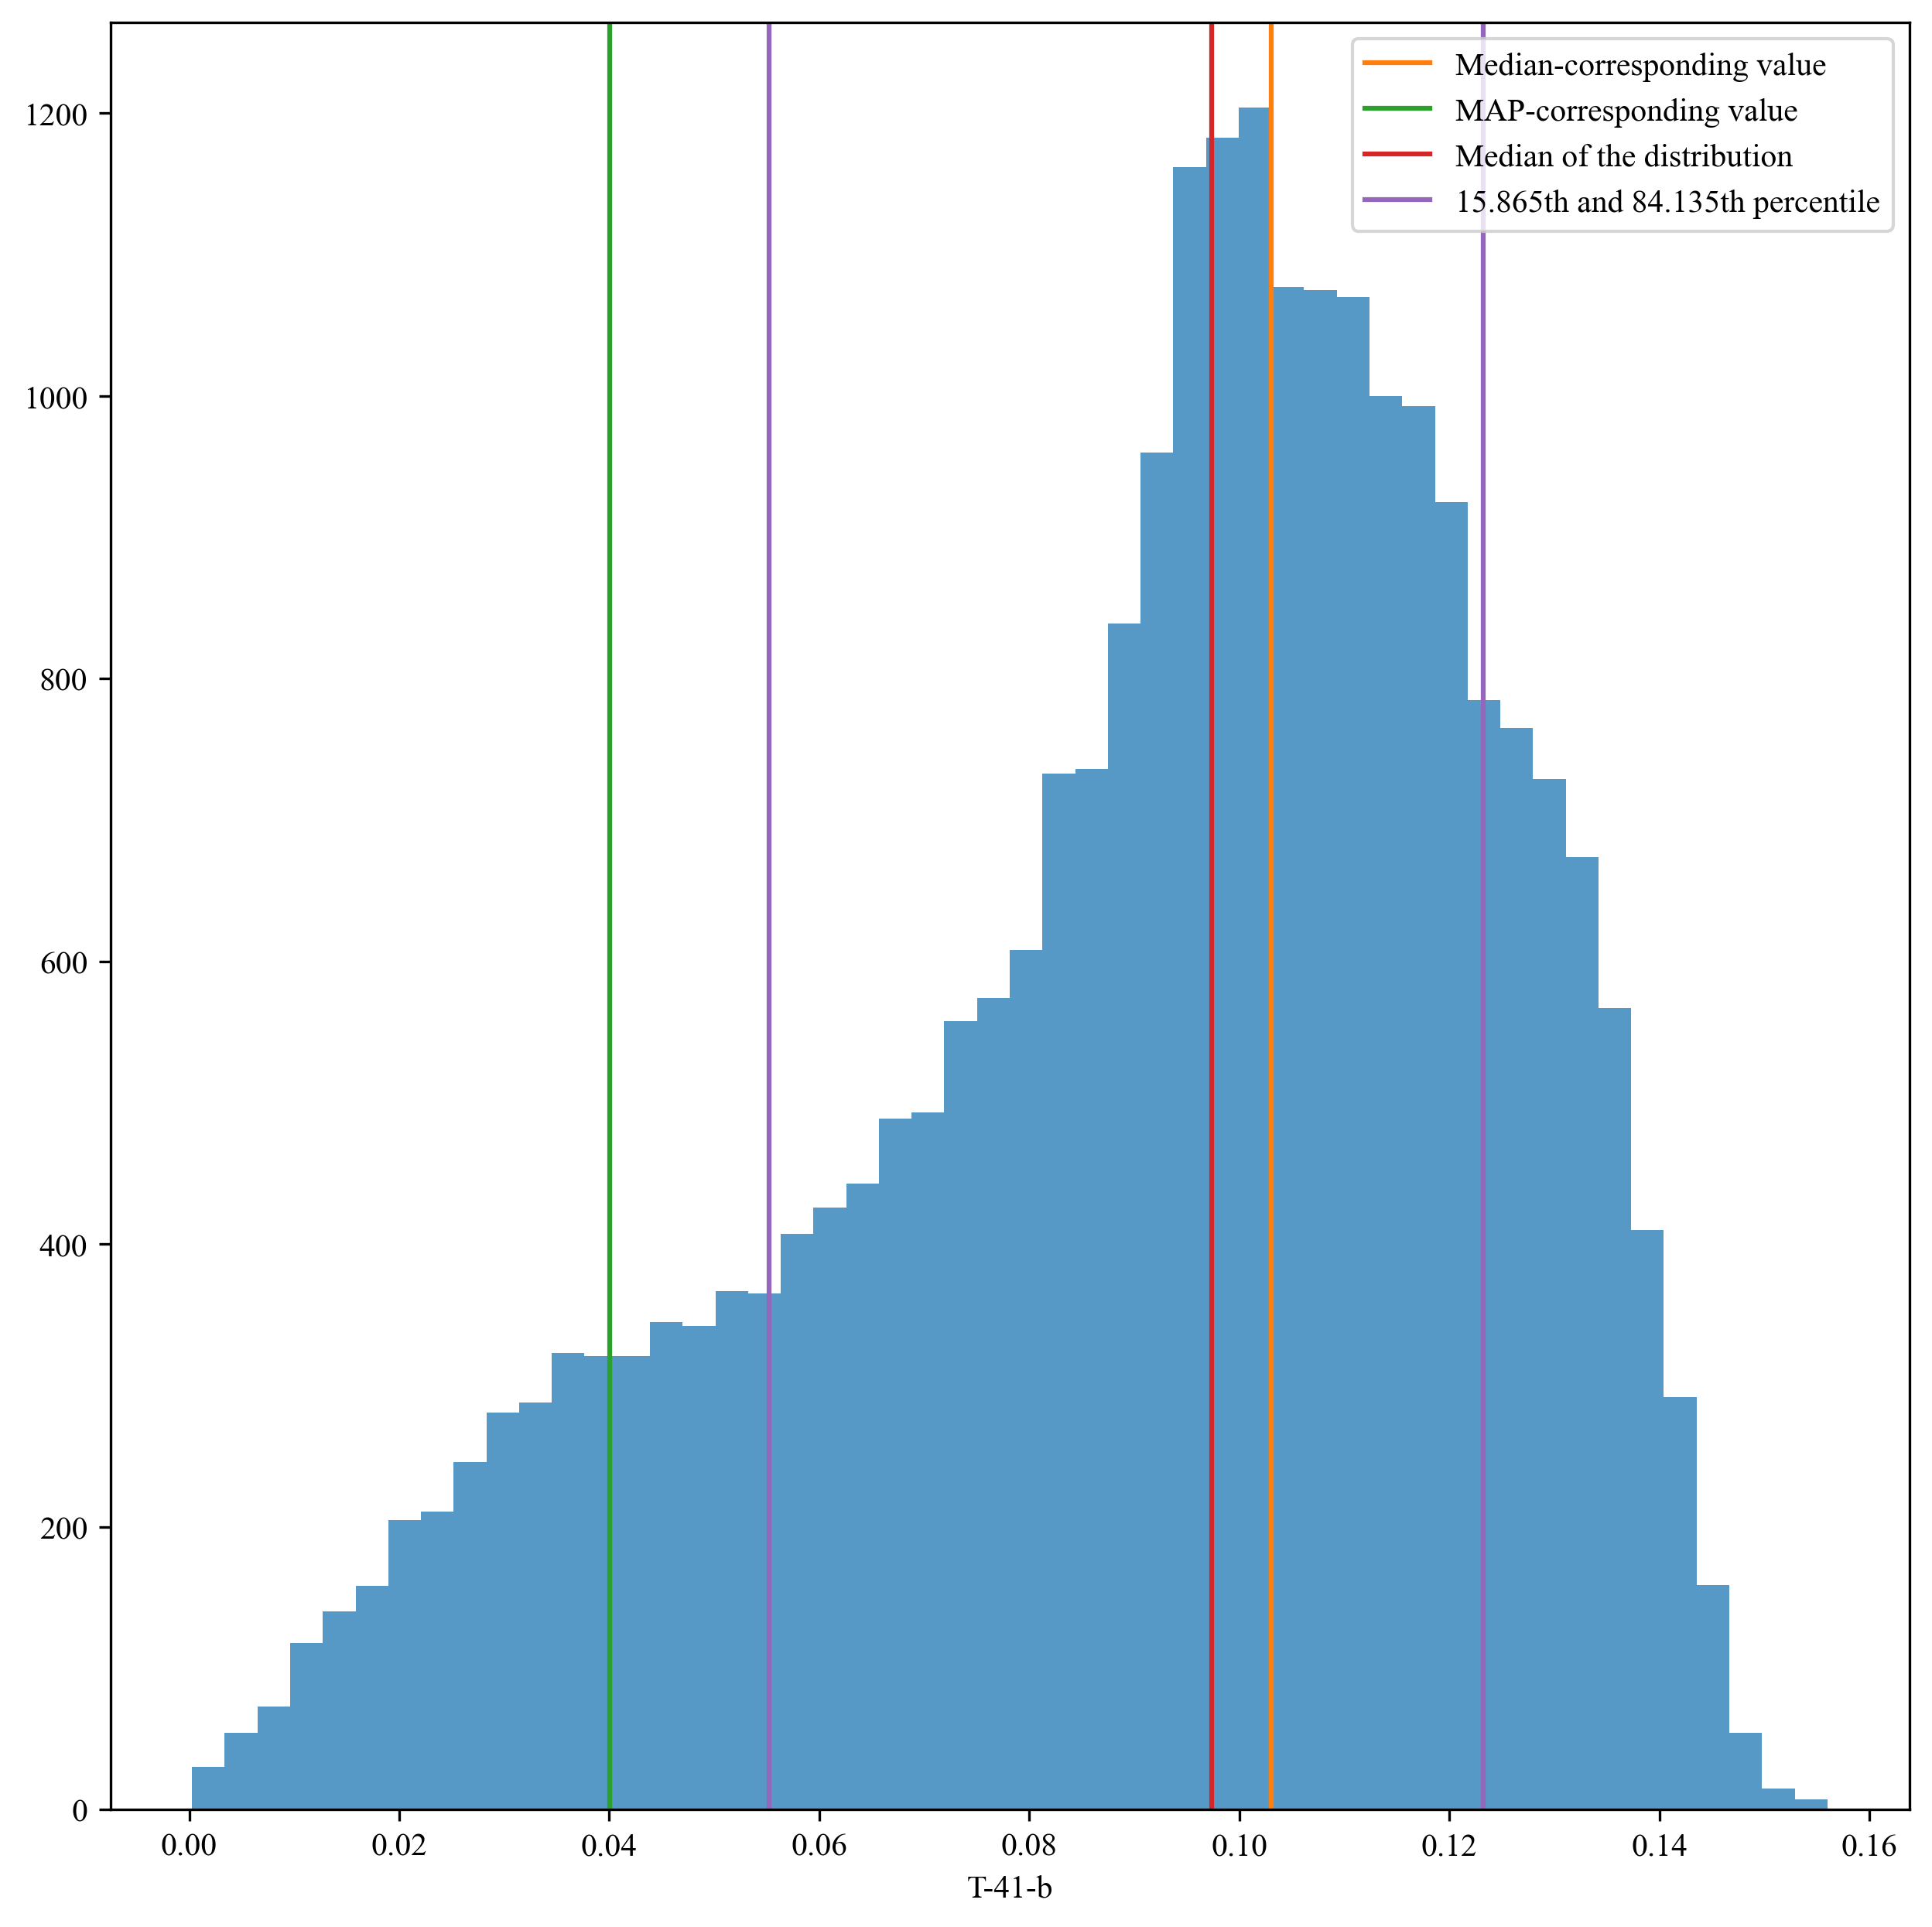 Median-corresponding value
MAP-corresponding value
Median of the distribution
15.865th and 84.135th percentile
1200
1000
800
600
400
200
0
0.00 0.02 0.04 0.06 0.08 0.10 0.12 0.14 0.16
T-41-b